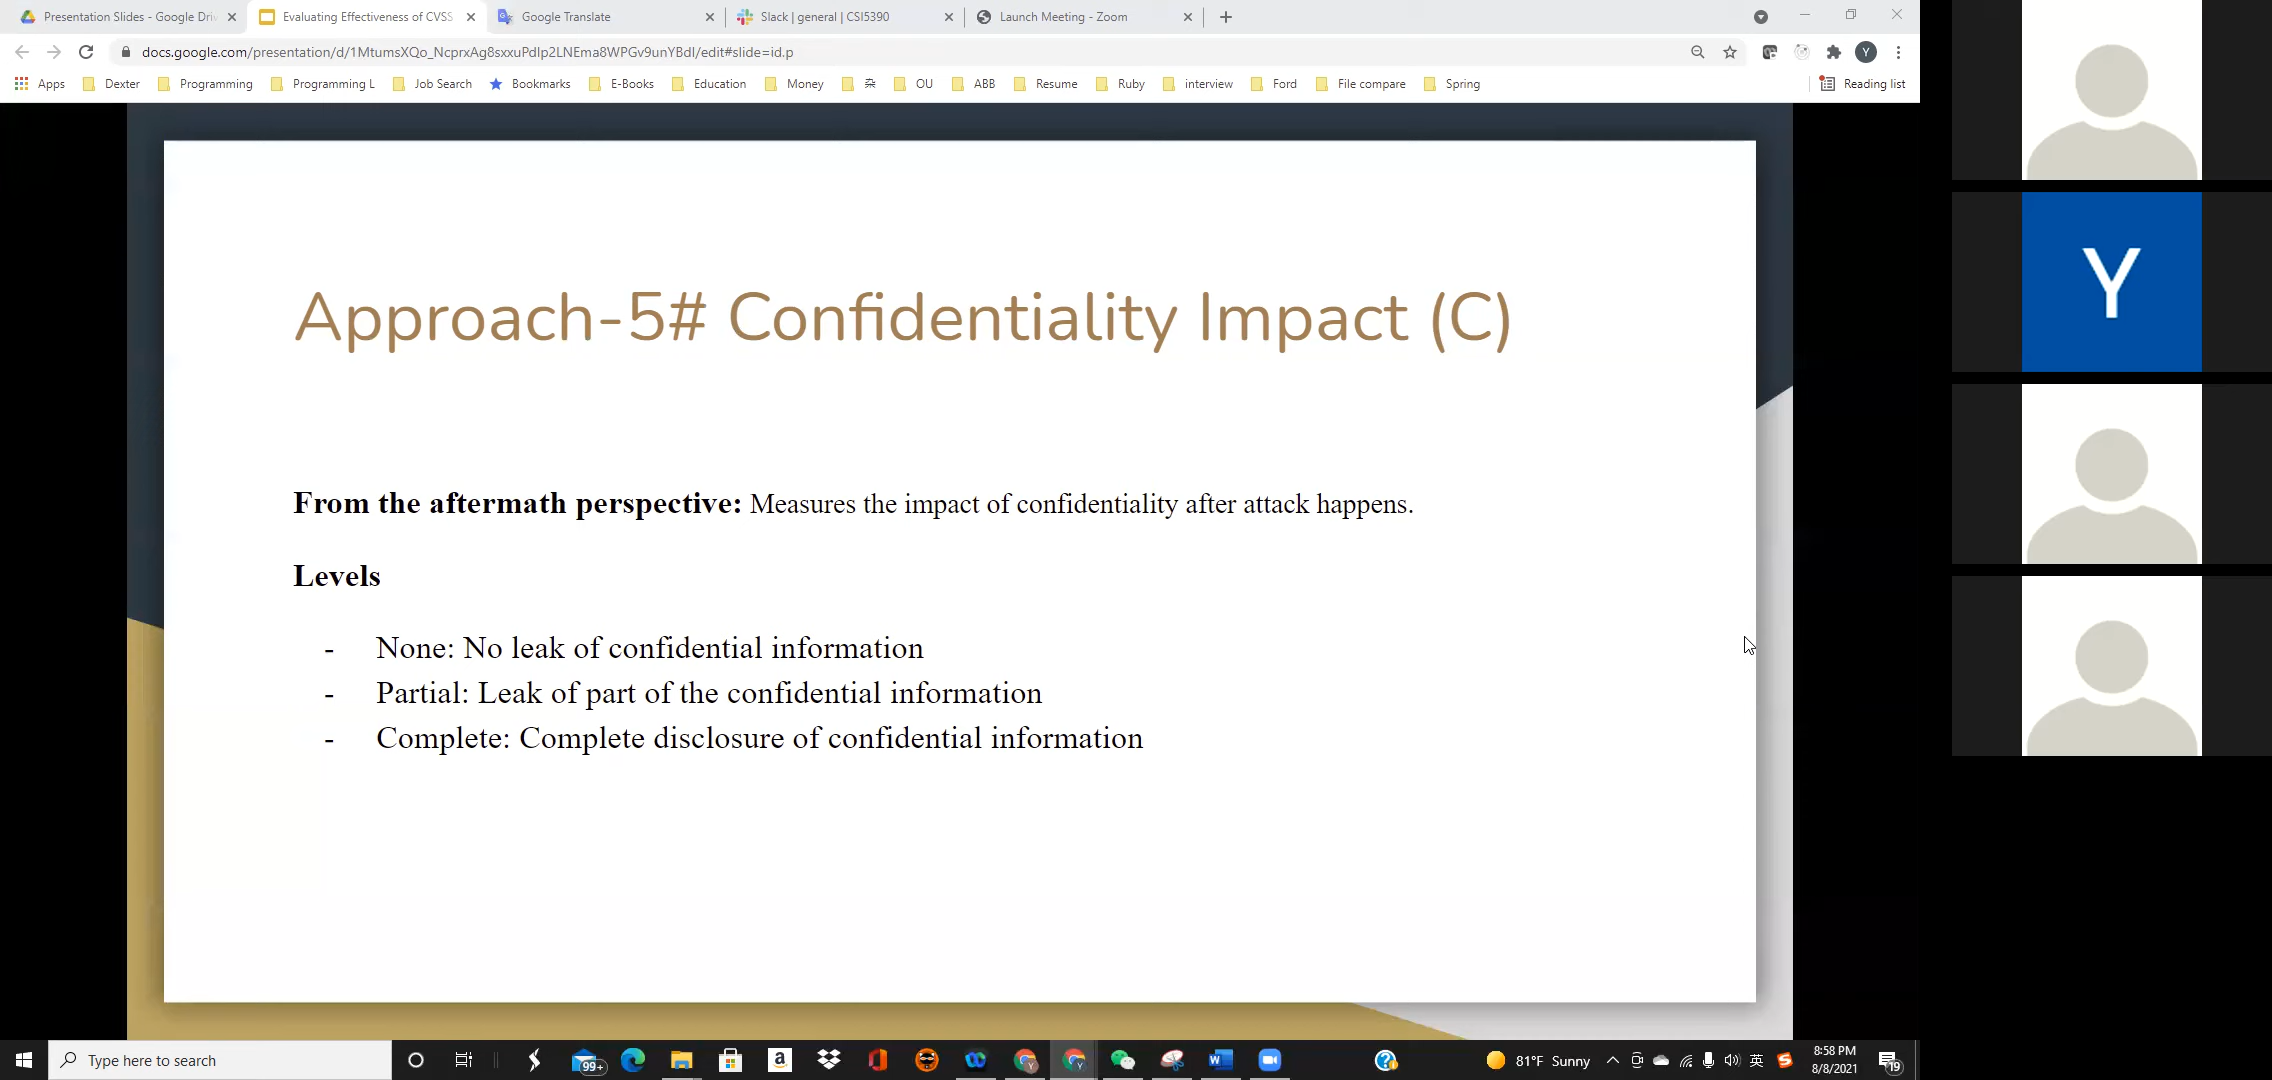 Presentation Slides - Google Driv
Evaluating Effectiveness of CVSS
Google Translate
Slack | general | CSI5390
Launch Meeting - Zoom
docs.google.com/presentation/d/1MtumsXQo_NcprxAg8sxxuPdIp2LNEma8WPGv9unYBdI/edit#slide=id.p
Y
Apps
Dexter
Programming
Programming L
Job Search
Bookmarks
E-Books
Education
Money
杂
OU
ABB
Resume
Ruby
interview
Ford
File compare
Spring
Reading list
Approach-5# Confidentiality Impact (C)
From the aftermath perspective: Measures the impact of confidentiality after attack happens.
Levels
- None: No leak of confidential information
- Partial: Leak of part of the confidential information
- Complete: Complete disclosure of confidential information
Y
Type here to search
99+
81°F Sunny
英
8:58 PM
8/8/2021
19